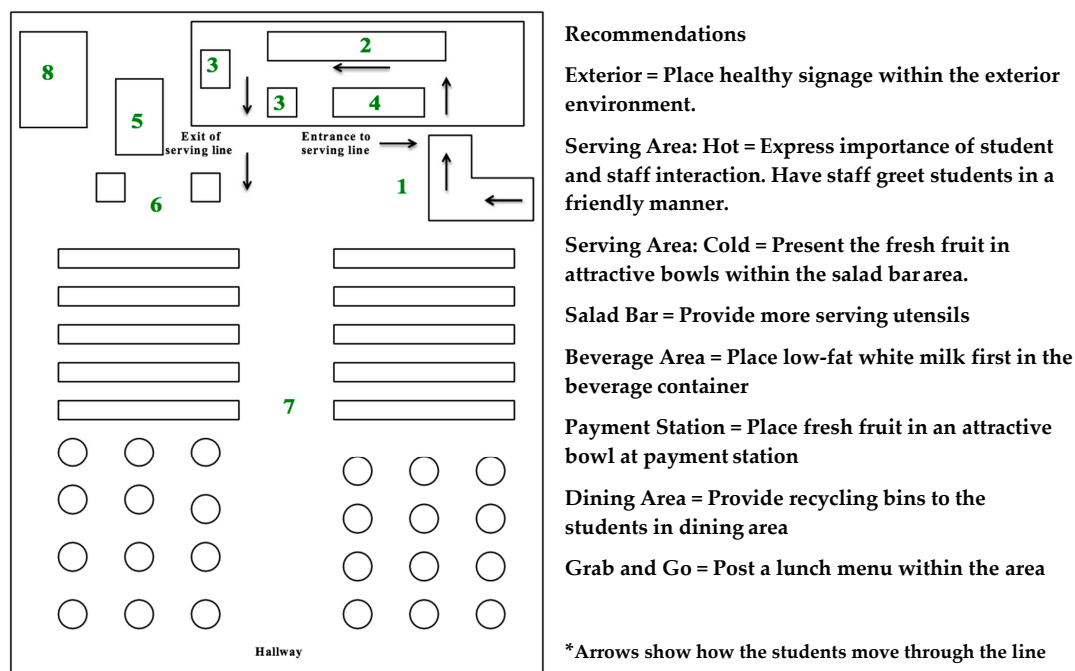 8
3
2
3
4
5
Exit of
serving line
Entrance to
serving line
1
6
7
Hallway
Recommendations
Exterior = Place healthy signage within the exterior
environment.
Serving Area: Hot = Express importance of student
and staff interaction. Have staff greet students in a
friendly manner.
Serving Area: Cold = Present the fresh fruit in
attractive bowls within the salad bar area.
Salad Bar = Provide more serving utensils
Beverage Area = Place low-fat white milk first in the
beverage container
Payment Station = Place fresh fruit in an attractive
bowl at payment station
Dining Area = Provide recycling bins to the
students in dining area
Grab and Go = Post a lunch menu within the area
*Arrows show how the students move through the line